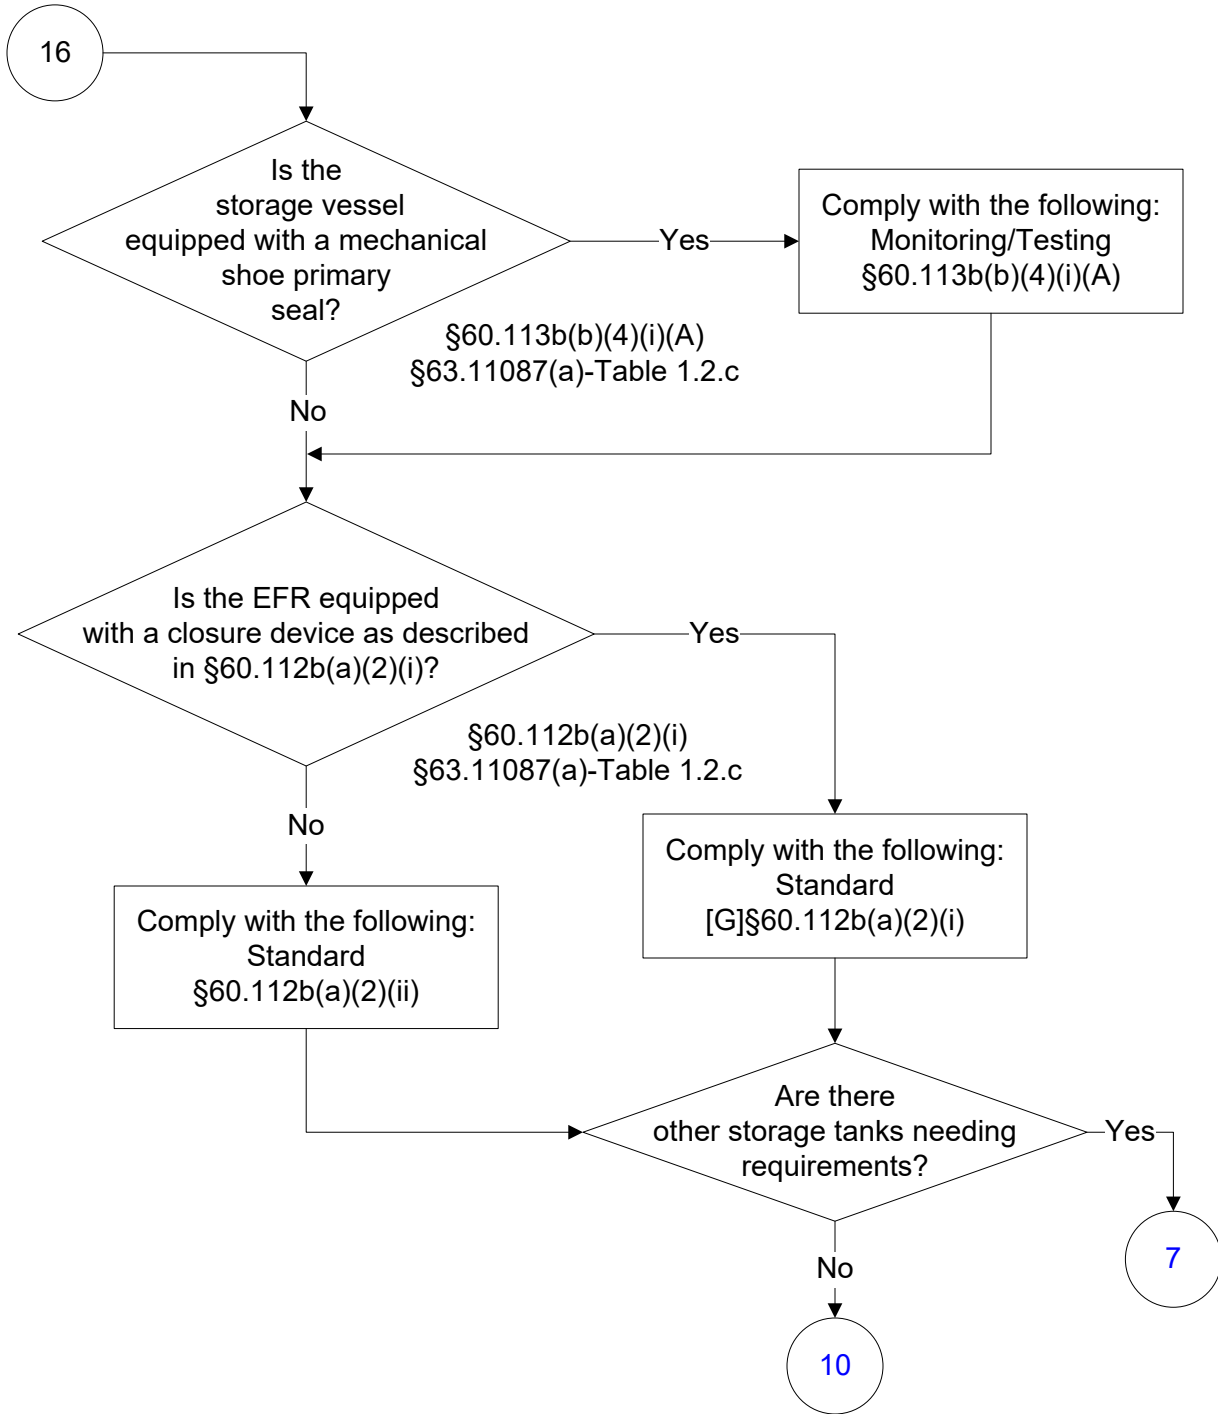 16
Is the
storage vessel
equipped with a mechanical
shoe primary
seal?
Yes
Comply with the following:
Monitoring/Testing
§60.113b(b)(4)(i)(A)
§60.113b(b)(4)(i)(A)
§63.11087(a)-Table 1.2.c
No
Is the EFR equipped
with a closure device as described
in §60.112b(a)(2)(i)?
Yes
§60.112b(a)(2)(i)
§63.11087(a)-Table 1.2.c
No
Comply with the following:
Standard
[G]§60.112b(a)(2)(i)
Comply with the following:
Standard
§60.112b(a)(2)(ii)
Are there
other storage tanks needing
requirements?
Yes
7
No
10